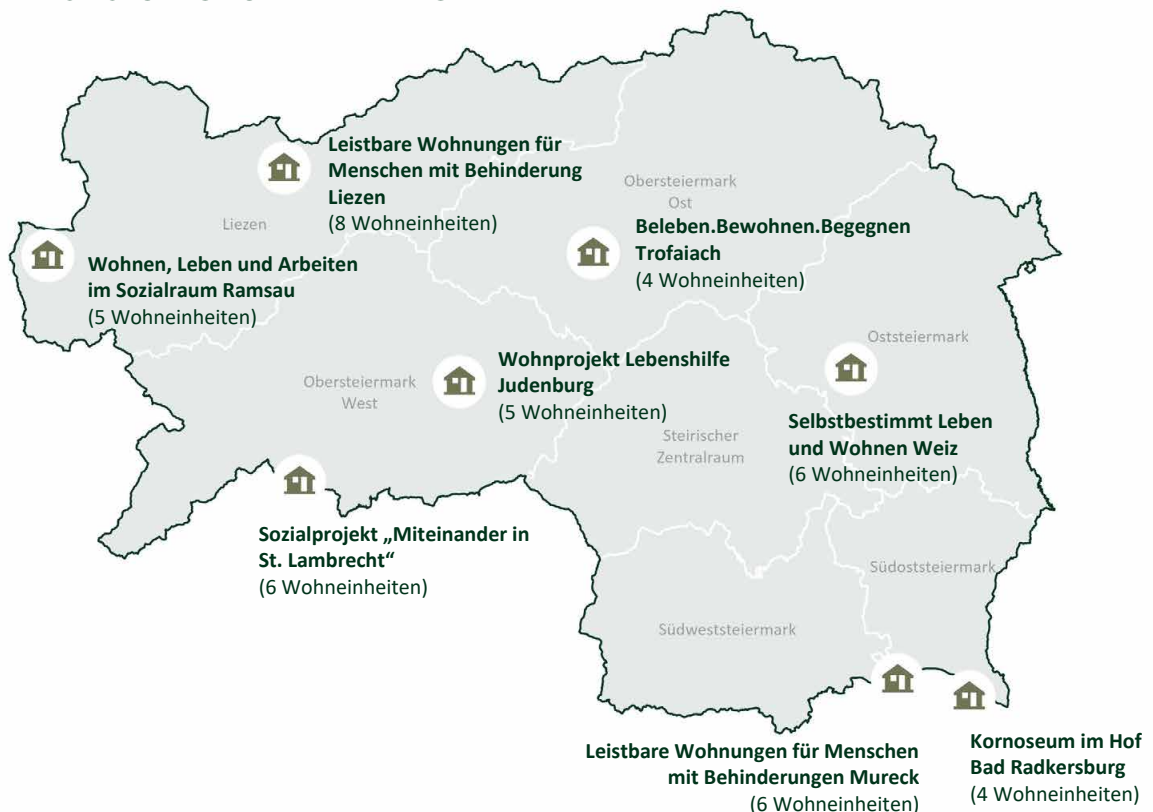 Leistbare Wohnungen für
Menschen mit Behinderung
Liezen
(8 Wohneinheiten)
Obersteiermark
Ost
Liezen
Beleben.Bewohnen.Begegnen
Trofaiach
(4 Wohneinheiten)
Wohnen, Leben und Arbeiten
im Sozialraum Ramsau
(5 Wohneinheiten)
Oststeiermark
Wohnprojekt Lebenshilfe
Judenburg
(5 Wohneinheiten)
Obersteiermark
West
Selbstbestimmt Leben
und Wohnen Weiz
(6 Wohneinheiten)
Steirischer
Zentralraum
Sozialprojekt „Miteinander in
St. Lambrecht“
(6 Wohneinheiten)
Südoststeiermark
Südweststeiermark
Leistbare Wohnungen für Menschen
mit Behinderungen Mureck
(6 Wohneinheiten)
Kornoseum im Hof
Bad Radkersburg
(4 Wohneinheiten)